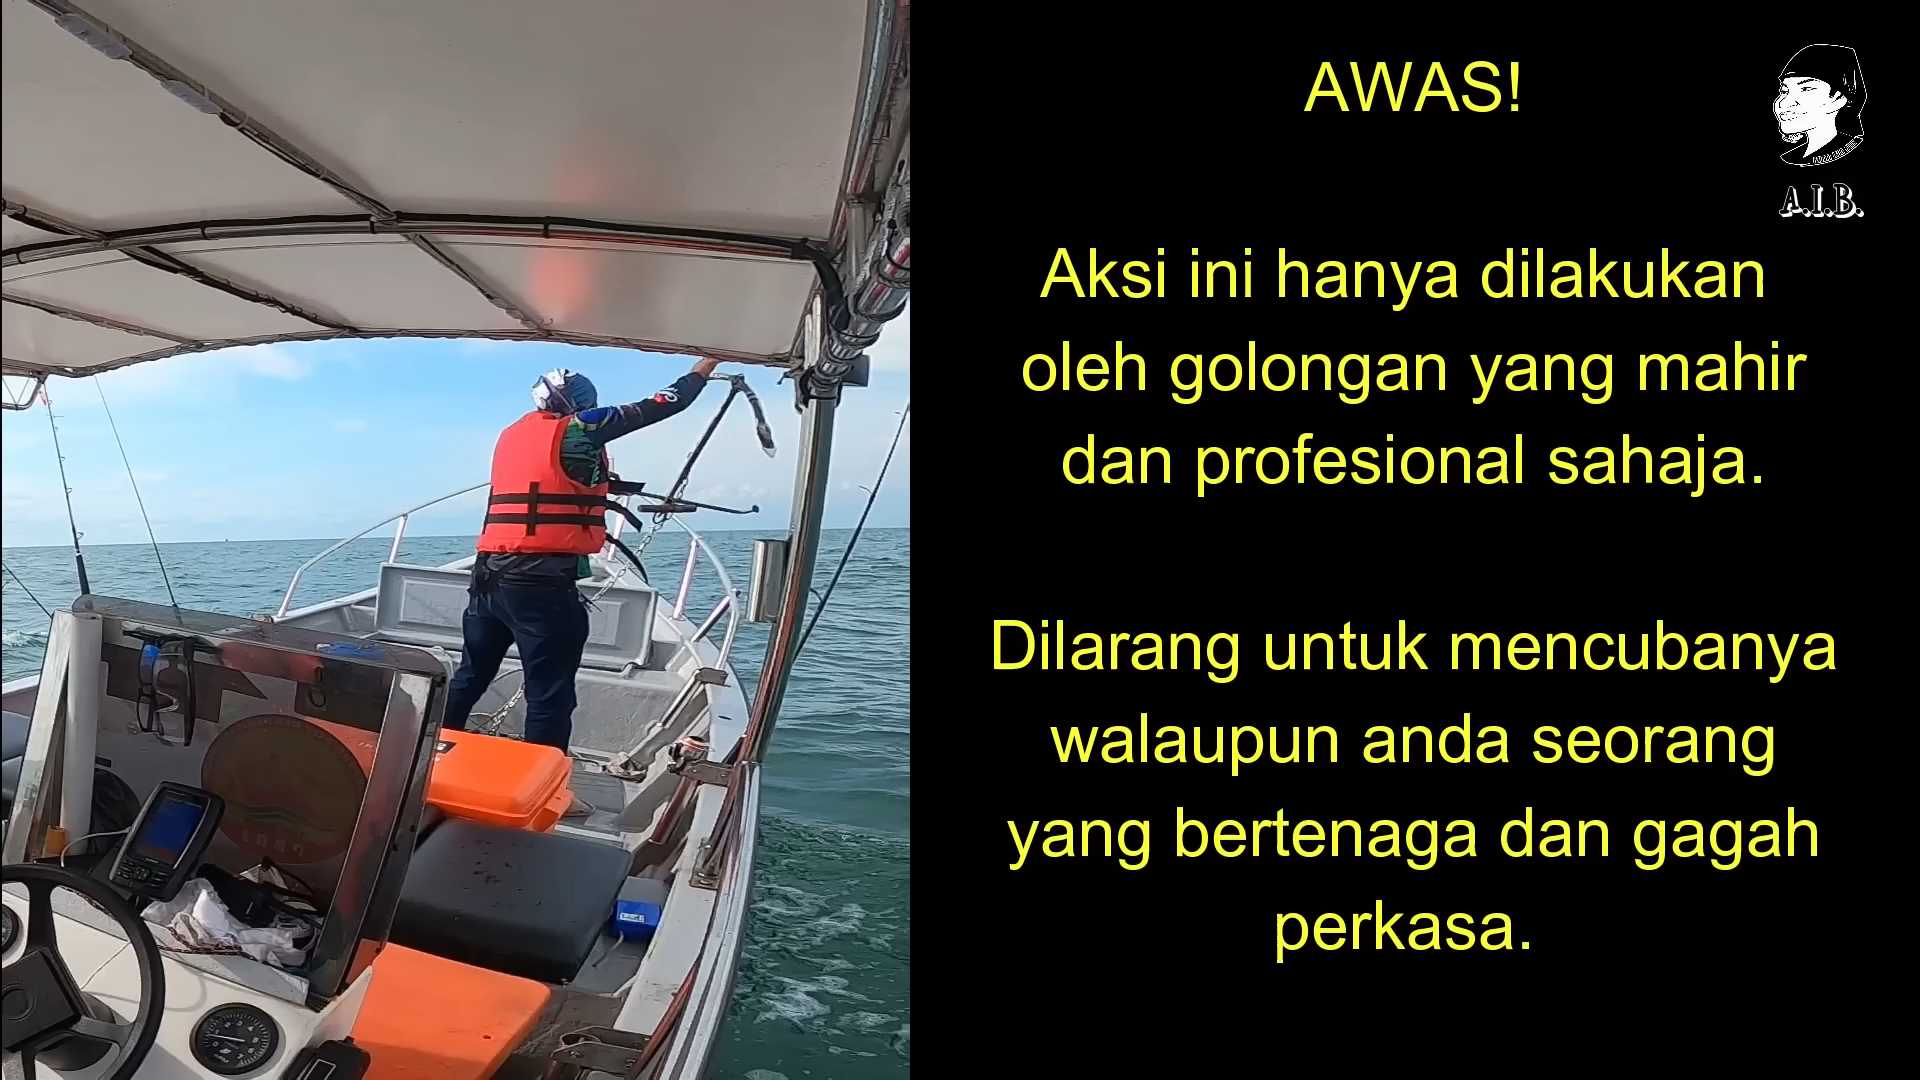 AWAS!
A.I.B.
Aksi ini hanya dilakukan
oleh golongan yang mahir
dan profesional sahaja.
Dilarang untuk mencubanya
walaupun anda seorang
yang bertenaga dan gagah
perkasa.